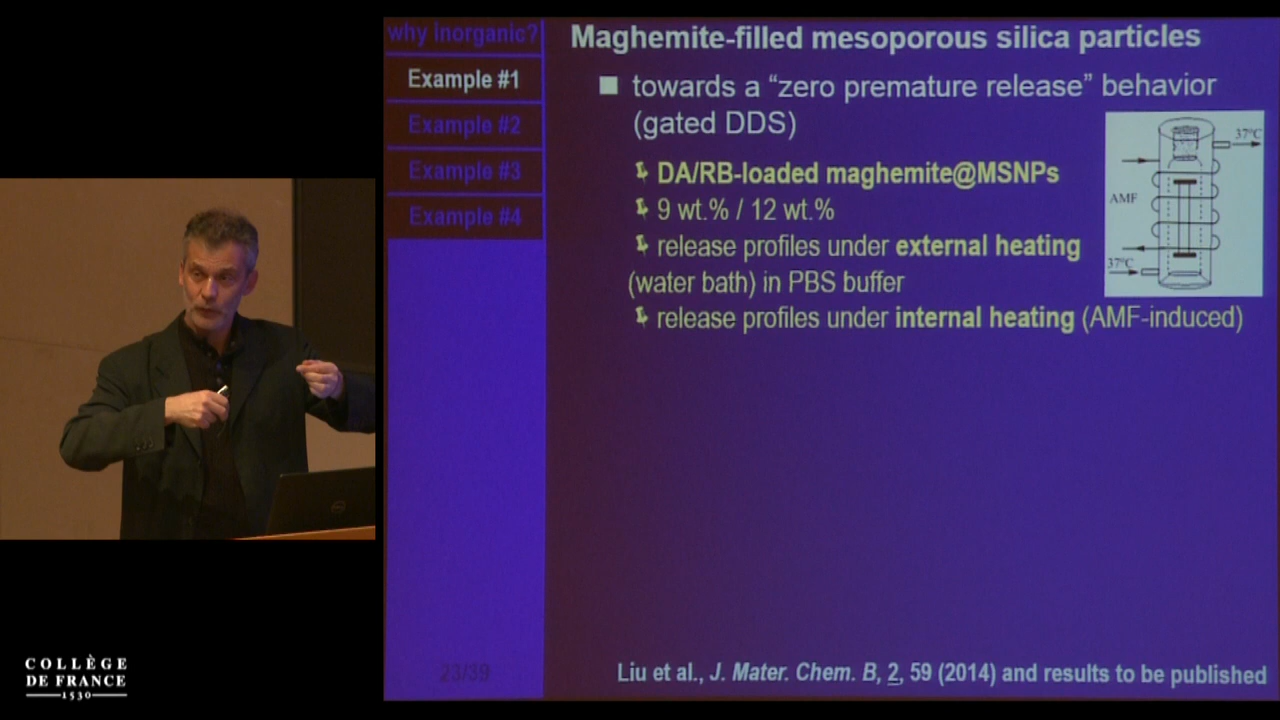 why inorganic?
Example #1
Example #2
Example #3
Example #4
23/39
Maghemite-filled mesoporous silica particles
towards a “zero premature release” behavior
(gated DDS)
DA/RB-loaded maghemite@MSNPs
9 wt.% / 12 wt.%
release profiles under external heating
(water bath) in PBS buffer
release profiles under internal heating (AMF-induced)
37°C
AMF
37°C
Liu et al., J. Mater. Chem. B, 2, 59 (2014) and results to be published
COLLÈGE
DE FRANCE
1530